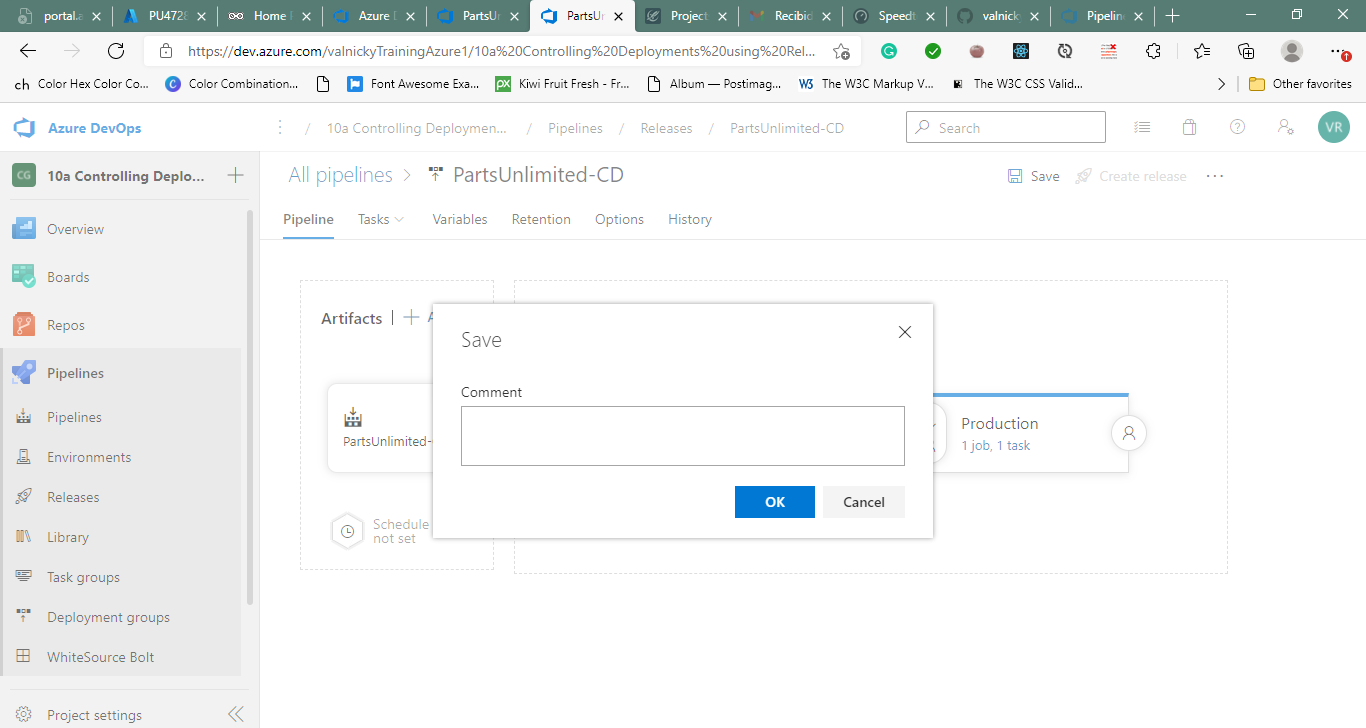 portal.a
PU4728
Home
Azure D
PartsUr
PartsUr
Project
Recibid
Speedt
valnick
Pipelin
https://dev.azure.com/valnickyTrainingAzure1/10a%20Controlling%20Deployments%20using%20Rel...
ch Color Hex Color Co...
C Color Combination...
Font Awesome Exa...
px Kiwi Fruit Fresh - Fr...
Album — Postimag...
W3 The W3C Markup V...
The W3C CSS Valid...
Other favorites
Azure DevOps
/ 10a Controlling Deploymen... / Pipelines / Releases / PartsUnlimited-CD
Search
VR
CG 10a Controlling Deplo...
All pipelines > PartsUnlimited-CD
Save
Create release
Pipeline Tasks Variables Retention Options History
Overview
Boards
Repos
Pipelines
Pipelines
Environments
Releases
Library
Task groups
Deployment groups
WhiteSource Bolt
Project settings
Artifacts | + A
PartsUnlimited-
Schedule
not set
Save
Comment
OK
Cancel
Production
1 job, 1 task